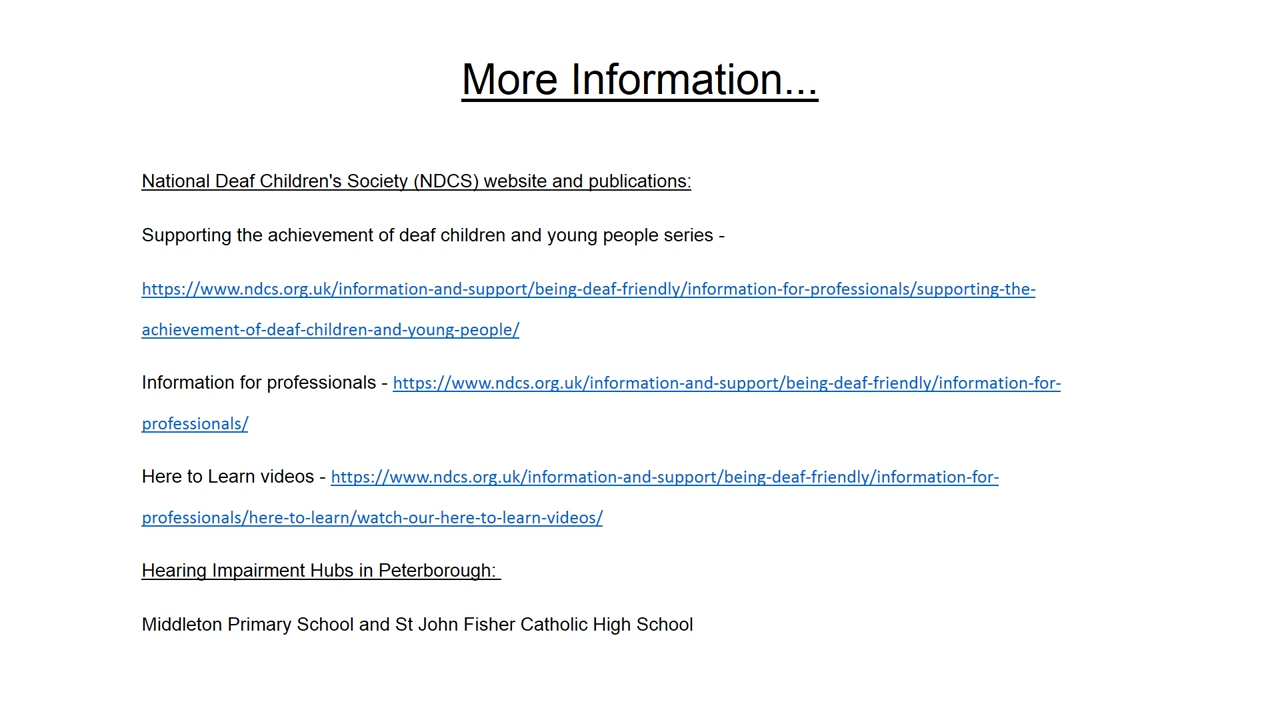 More Information...
National Deaf Children's Society (NDCS) website and publications:
Supporting the achievement of deaf children and young people series -
https://www.ndcs.org.uk/information-and-support/being-deaf-friendly/information-for-professionals/supporting-the-
achievement-of-deaf-children-and-young-people/
Information for professionals - https://www.ndcs.org.uk/information-and-support/being-deaf-friendly/information-for-
professionals/
Here to Learn videos - https://www.ndcs.org.uk/information-and-support/being-deaf-friendly/information-for-
professionals/here-to-learn/watch-our-here-to-learn-videos/
Hearing Impairment Hubs in Peterborough:
Middleton Primary School and St John Fisher Catholic High School